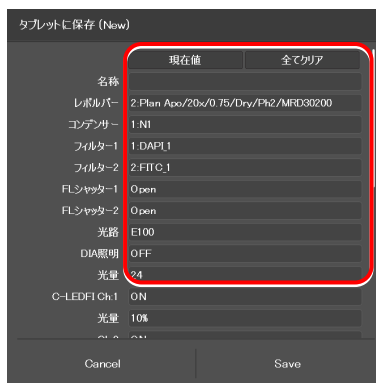 タブレットに保存 (New)
現在値 全てクリア
名称
レボルバー 2:Plan Apo/20x/0.75/Dry/Ph2/MRD30200
コンデンサー 1:N1
フィルター1 1:DAPI_1
フィルター2 2:FITC_1
FLシャッター1 Open
FLシャッター2 Open
光路 E100
DIA照明 OFF
光量 24
C-LEDFI Ch.1 ON
光量 10%
Cancel Save